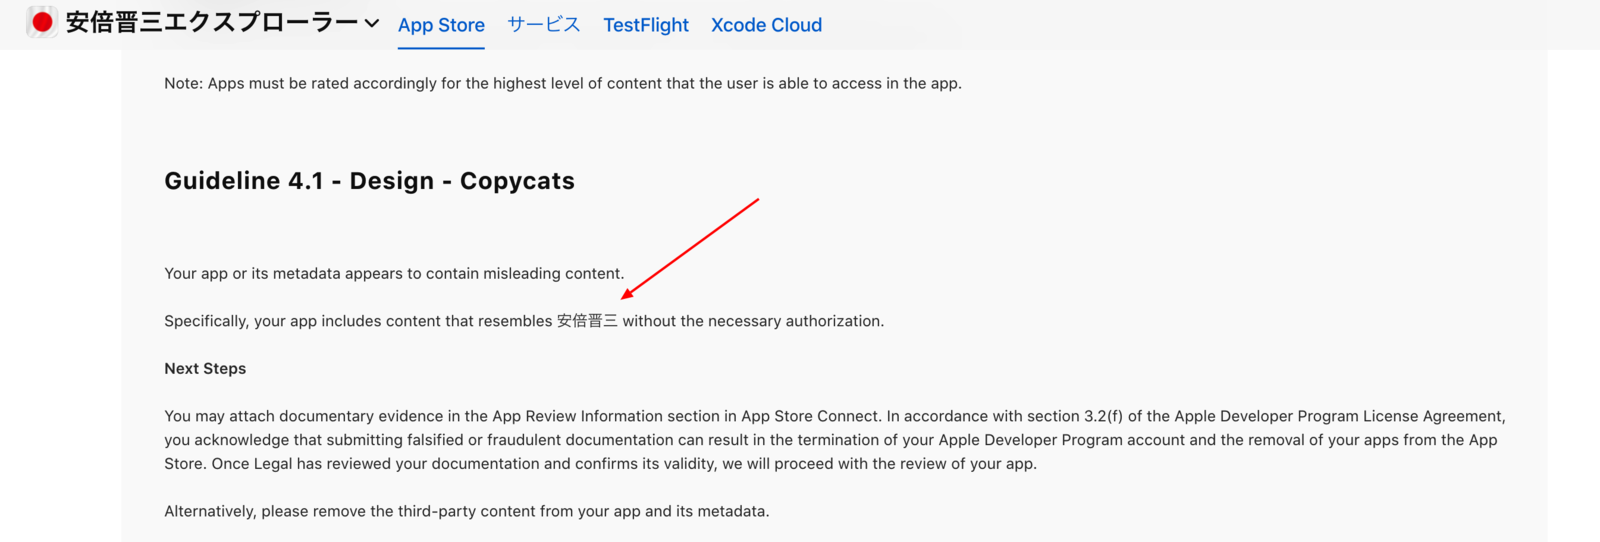 安倍晋三エクスプローラー
App Store
サービス
TestFlight
Xcode Cloud
Note: Apps must be rated accordingly for the highest level of content that the user is able to access in the app.
Guideline 4.1 - Design - Copycats
Your app or its metadata appears to contain misleading content.
Specifically, your app includes content that resembles 安倍晋三 without the necessary authorization.
Next Steps
You may attach documentary evidence in the App Review Information section in App Store Connect. In accordance with section 3.2(f) of the Apple Developer Program License Agreement,
you acknowledge that submitting falsified or fraudulent documentation can result in the termination of your Apple Developer Program account and the removal of your apps from the App
Store. Once Legal has reviewed your documentation and confirms its validity, we will proceed with the review of your app.
Alternatively, please remove the third-party content from your app and its metadata.